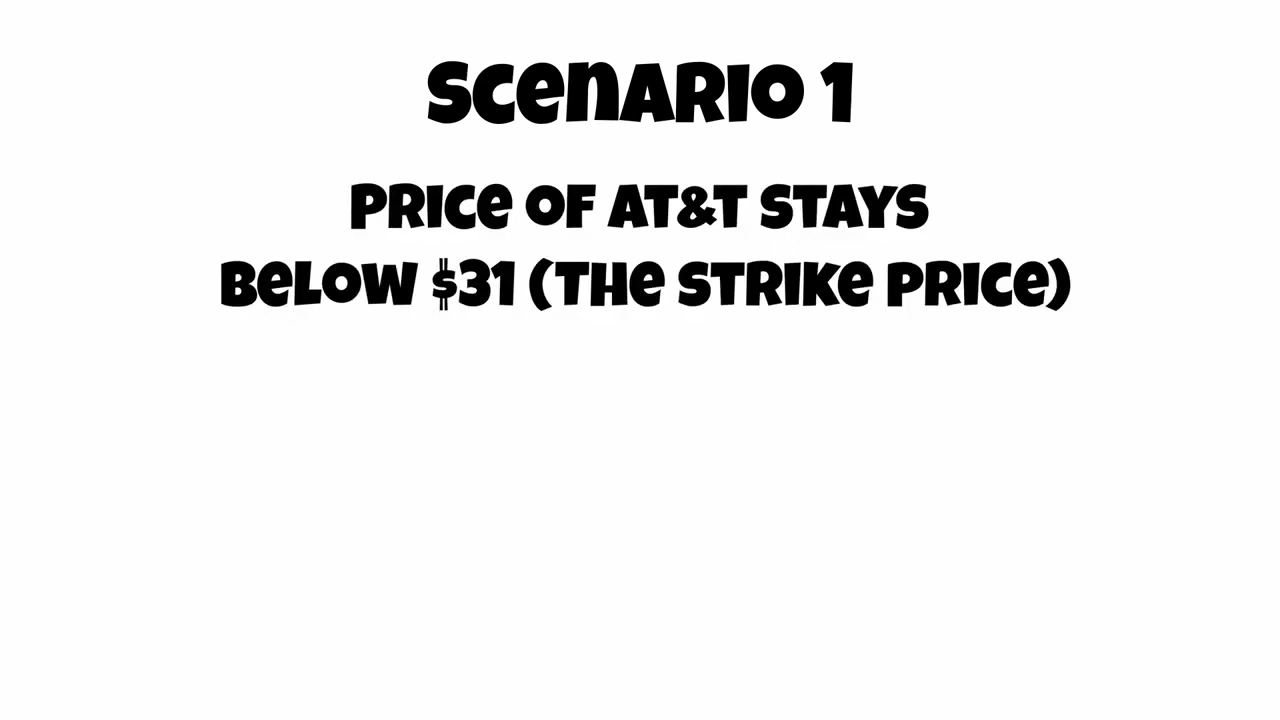 SCENARIO 1
PRICE OF AT&T STAYS
BELOW $31 (THE STRIKE PRICE)